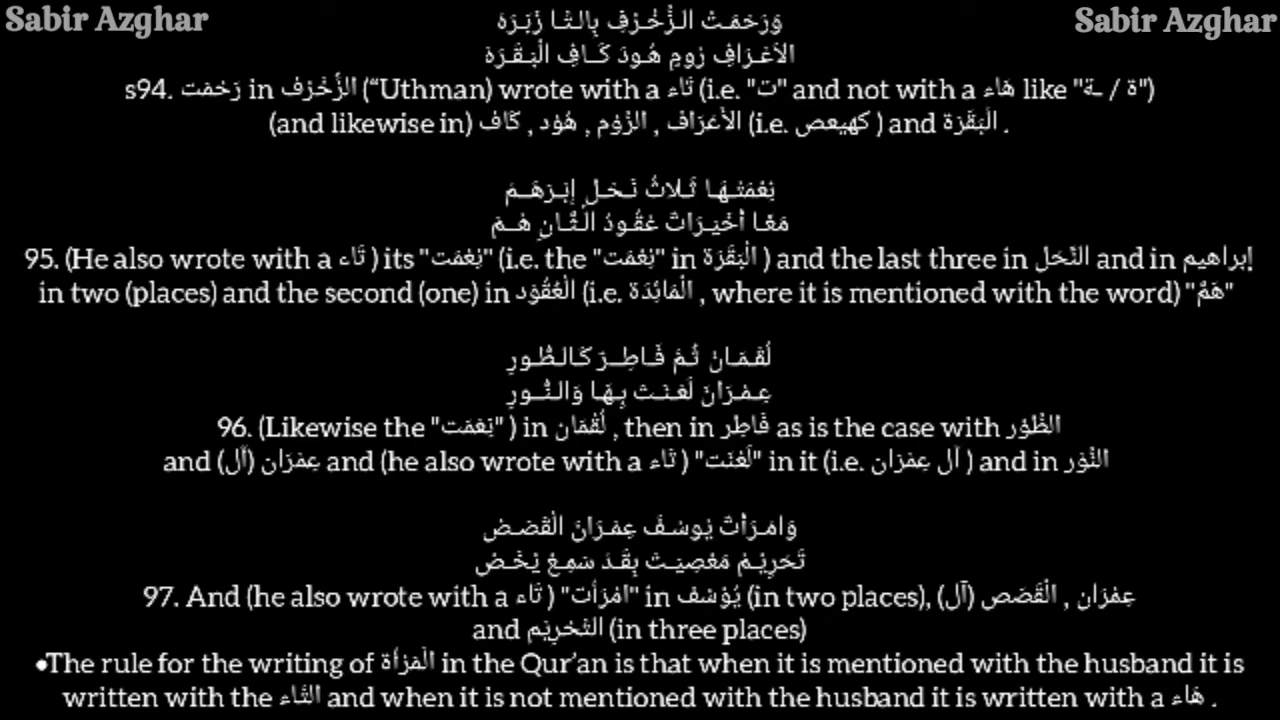 Sabir Azghar Sabir Azghar
وَرَحْمَتُ الزُّخْرُفِ بِالتَّا زَبَرَهْ
الاَعْرَافِ رُومٍ هُودَ كَافِ الْبَقَرَهْ
s94. رَحْمَت in الزُّخْرُف (“Uthman) wrote with a تَاء (i.e. "ت" and not with a هَاء like "ـة / ة")
(and likewise in) الأَعْرَاف , الرُّوْم , هُوْد , كَاف (i.e. كهيعص ) and الْبَقَرَة .
نِعْمَتُهَا ثَلاثُ نَحْلٍ إِبْرَهَمْ
مَعًا أَخِيْرَاتٌ عُقُودُ الثَّانِ هَمّْ
95. (He also wrote with a تَاء ) its "نِعْمَت" (i.e. the "نِعْمَت" in الْبَقَرَة ) and the last three in النَّحْل and in إبراهيم
in two (places) and the second (one) in الْعُقُوْد (i.e. الْمَائِدَة , where it is mentioned with the word) "هَمَّ"
لُقْمَانُ ثُمَّ فَاطِرٌ كَالطُّورِ
عِمْرَانَ لَعْنَتَ بِهَا وَالنُّورِ
96. (Likewise the "نِعْمَت" ) in لُقْمَان , then in فَاطِر as is the case with الطُّوْر
and (آل) عِمْرَان and (he also wrote with a تَاء ) "لَعْنَت" in it (i.e. آل عِمْرَان ) and in النُّوْر
وَامْرَأَتٌ يُوسُفَ عِمْرَانَ الْقَصَصْ
تَحْرِيْمُ مَعْصِيَتْ بِقَدْ سَمِعْ يُخَصّْ
97. And (he also wrote with a تَاء ) "امْرَأَت" in يُوْسُف (in two places), (آل) عِمْرَان , الْقَصَص
and التَّحْرِيْم (in three places)
•The rule for the writing of الْمَرْأَة in the Qur’an is that when it is mentioned with the husband it is
written with the التَّاء and when it is not mentioned with the husband it is written with a هَاء .